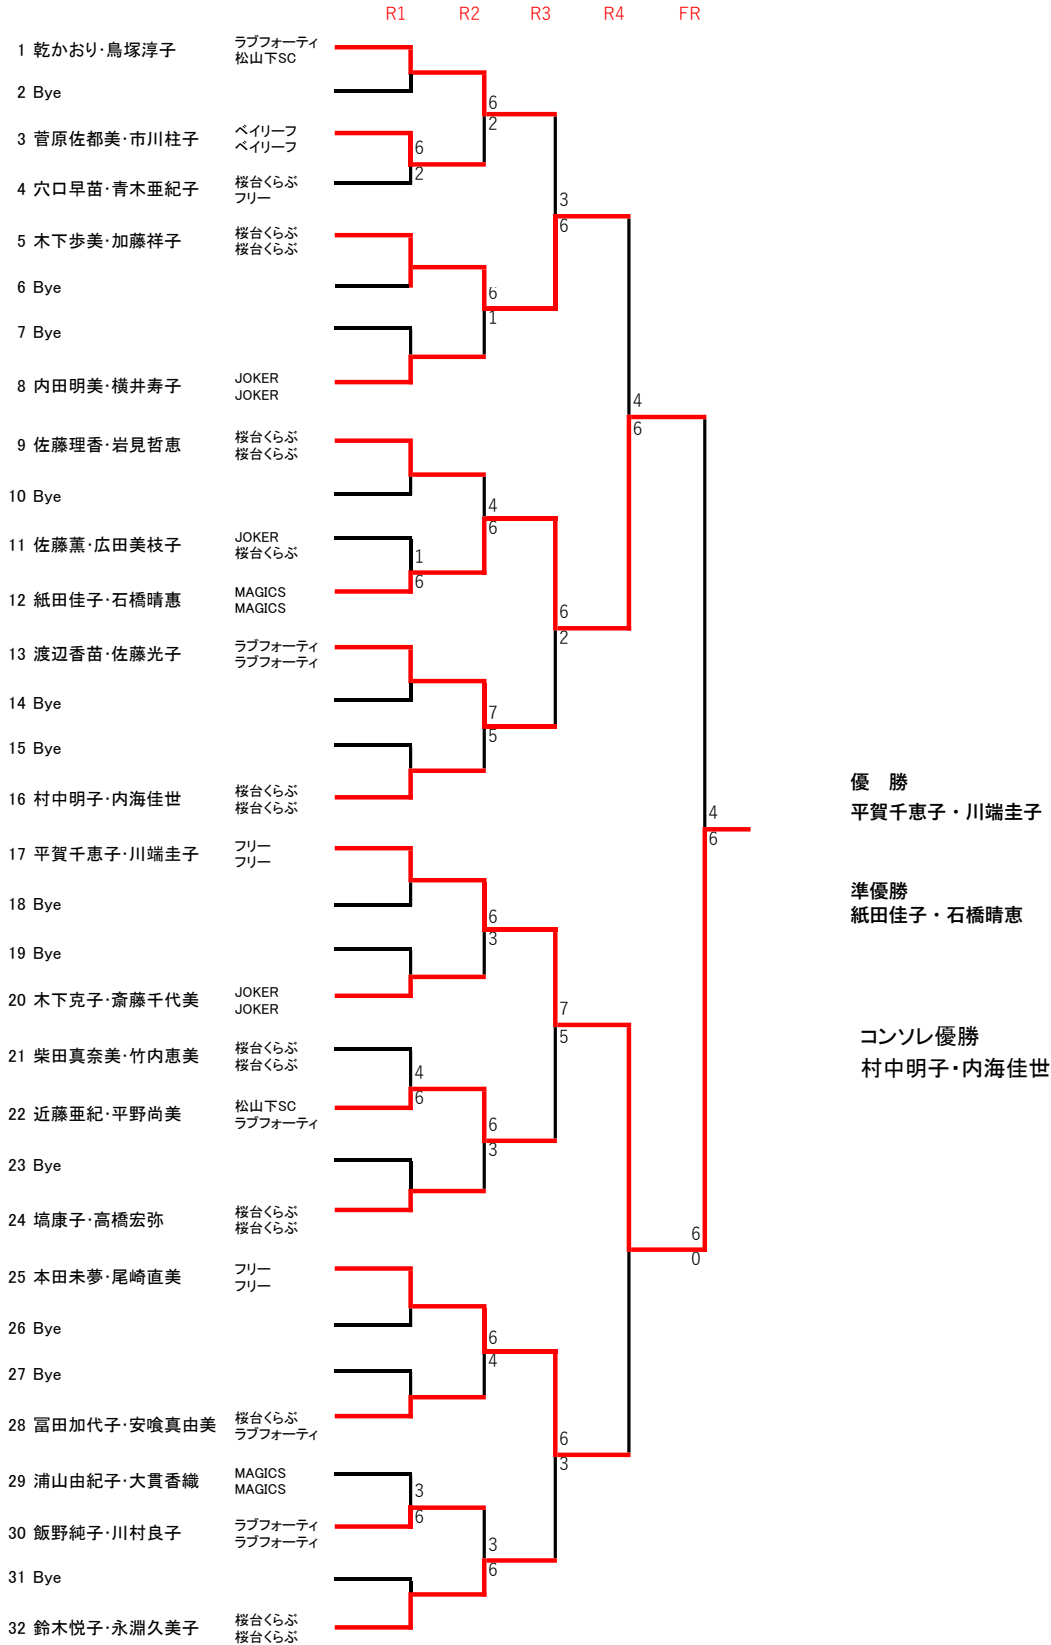 R1 R2 R3 R4 FR
1 乾かおり・鳥塚淳子 ラブフォーティ
松山下SC
2 Bye
6
2
3 菅原佐都美・市川柱子 ベイリーフ
ベイリーフ
6
2
4 穴口早苗・青木亜紀子 桜台くらぶ
フリー
3
6
5 木下歩美・加藤祥子 桜台くらぶ
桜台くらぶ
6 Bye
6
1
7 Bye
8 内田明美・横井寿子 JOKER
JOKER
4
6
9 佐藤理香・岩見哲恵 桜台くらぶ
桜台くらぶ
10 Bye
4
6
11 佐藤薫・広田美枝子 JOKER
桜台くらぶ
1
6
12 紙田佳子・石橋晴惠 MAGICS
MAGICS
6
2
13 渡辺香苗・佐藤光子 ラブフォーティ
ラブフォーティ
14 Bye
7
5
15 Bye
16 村中明子・内海佳世 桜台くらぶ
桜台くらぶ
優 勝
平賀千恵子・川端圭子
4
6
17 平賀千恵子・川端圭子 フリー
フリー
18 Bye
準優勝
紙田佳子・石橋晴恵
6
3
19 Bye
20 木下克子・斎藤千代美 JOKER
JOKER
7
5
コンソレ優勝
村中明子・内海佳世
21 柴田真奈美・竹内恵美 桜台くらぶ
桜台くらぶ
4
6
22 近藤亜紀・平野尚美 松山下SC
ラブフォーティ
6
3
23 Bye
24 塙康子・高橋宏弥 桜台くらぶ
桜台くらぶ
6
0
25 本田未夢・尾崎直美 フリー
フリー
26 Bye
6
4
27 Bye
28 冨田加代子・安喰真由美 桜台くらぶ
ラブフォーティ
6
3
29 浦山由紀子・大貫香織 MAGICS
MAGICS
3
6
30 飯野純子・川村良子 ラブフォーティ
ラブフォーティ
3
6
31 Bye
32 鈴木悦子・永淵久美子 桜台くらぶ
桜台くらぶ